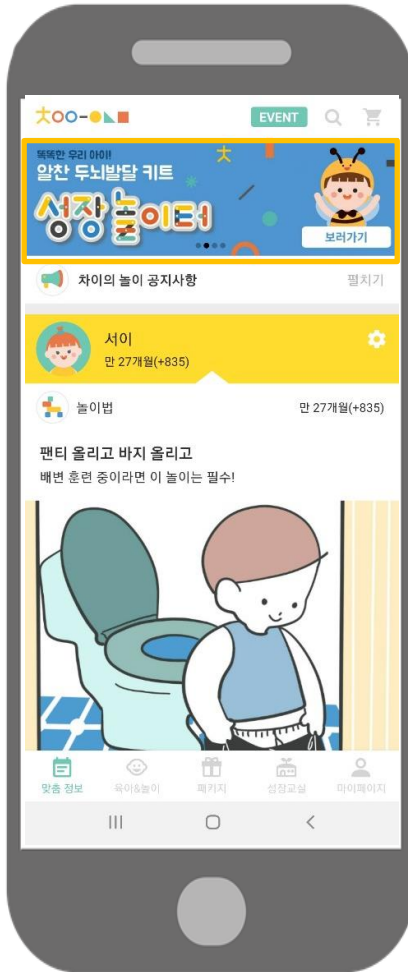 EVENT
똑똑한 우리 아이!
알찬 두뇌발달 키트
성장놀이터
보러가기
차이의 놀이 공지사항
펼치기
서이
만 27개월(+835)
놀이법
만 27개월(+835)
팬티 올리고 바지 올리고
배변 훈련 중이라면 이 놀이는 필수!
맞춤 정보
육아&놀이
패키지
성장교실
마이페이지